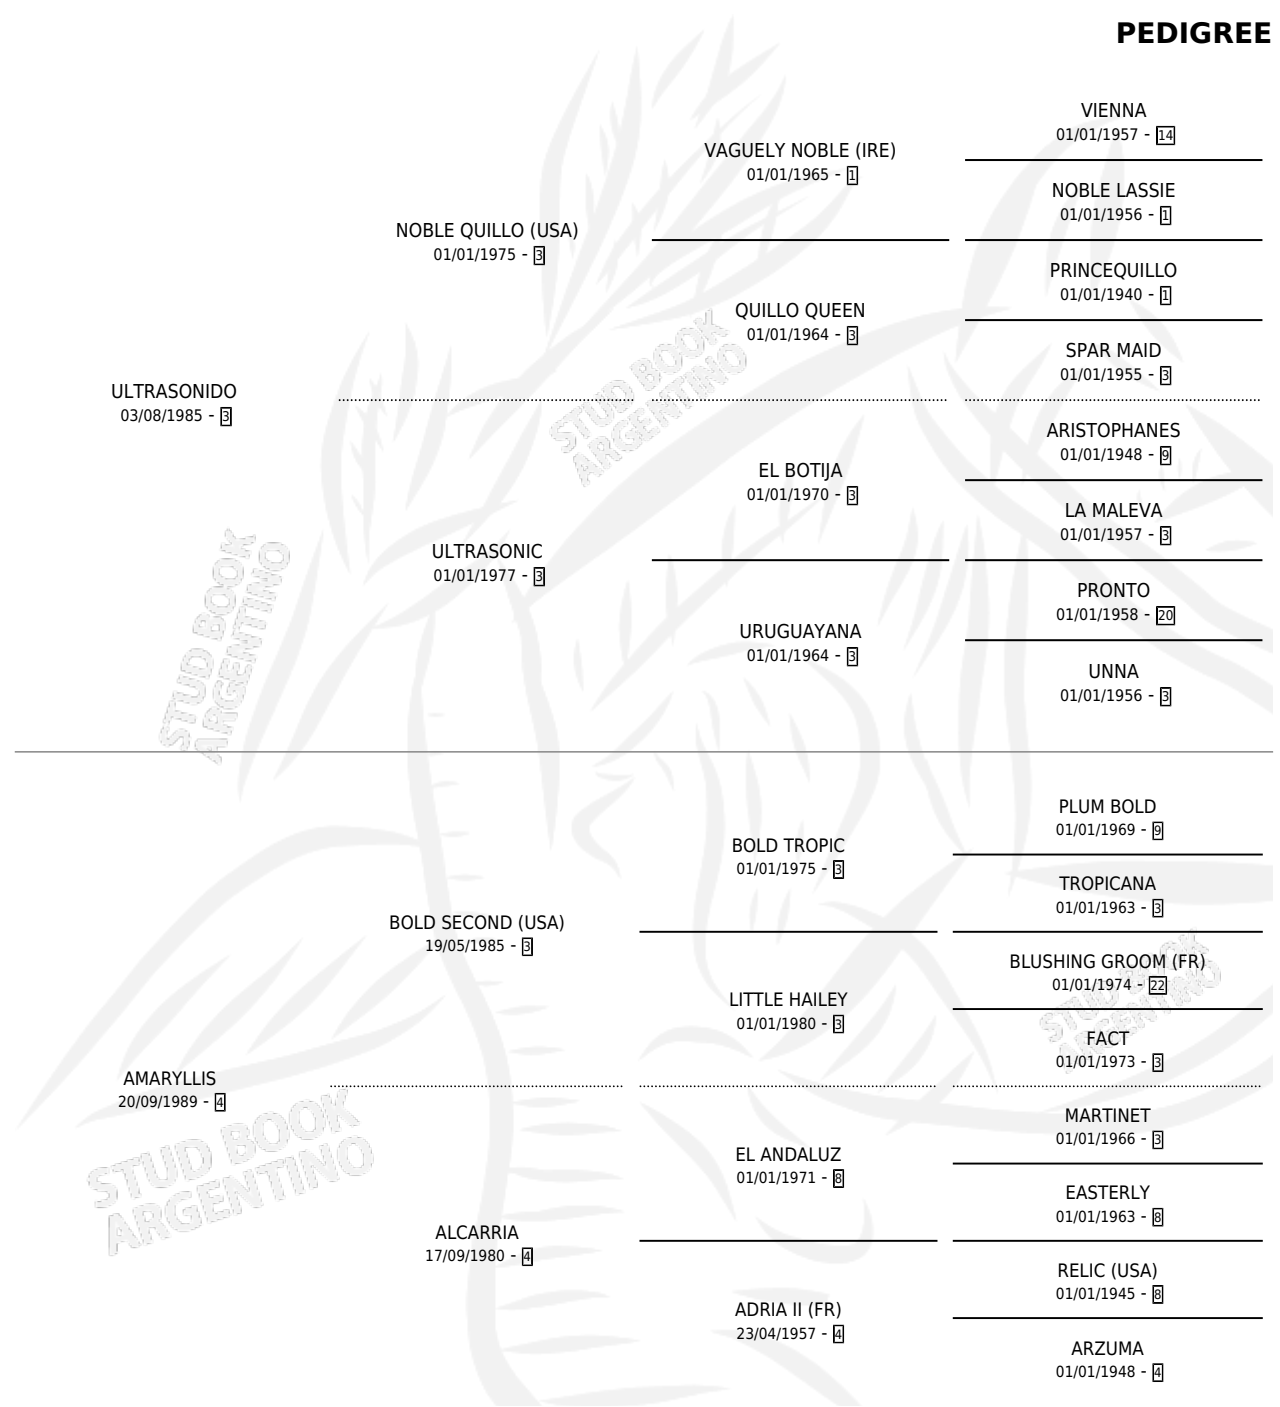 PEDIGREE
VIENNA
01/01/1957 - 14
VAGUELY NOBLE (IRE)
01/01/1965 - 1
NOBLE LASSIE
01/01/1956 - 1
NOBLE QUILLO (USA)
01/01/1975 - 3
PRINCEQUILLO
01/01/1940 - 1
QUILLO QUEEN
01/01/1964 - 3
SPAR MAID
01/01/1955 - 3
ULTRASONIDO
03/08/1985 - 3
STUD BOOK
ARGENTINO
ARISTOPHANES
01/01/1948 - 9
EL BOTIJA
01/01/1970 - 3
LA MALEVA
01/01/1957 - 3
ULTRASONIC
01/01/1977 - 3
PRONTO
01/01/1958 - 20
URUGUAYANA
01/01/1964 - 3
UNNA
01/01/1956 - 3
STUD BOOK
ARGENTINO
PLUM BOLD
01/01/1969 - 9
BOLD TROPIC
01/01/1975 - 3
TROPICANA
01/01/1963 - 3
BOLD SECOND (USA)
19/05/1985 - 3
BLUSHING GROOM (FR)
01/01/1974 - 22
LITTLE HAILEY
01/01/1980 - 3
STUD BOOK
ARGENTINO
FACT
01/01/1973 - 3
AMARYLLIS
20/09/1989 - 4
MARTINET
01/01/1966 - 3
EL ANDALUZ
01/01/1971 - 8
EASTERLY
01/01/1963 - 8
STUD BOOK
ARGENTINO
ALCARRIA
17/09/1980 - 4
RELIC (USA)
01/01/1945 - 8
ADRIA II (FR)
23/04/1957 - 4
ARZUMA
01/01/1948 - 4